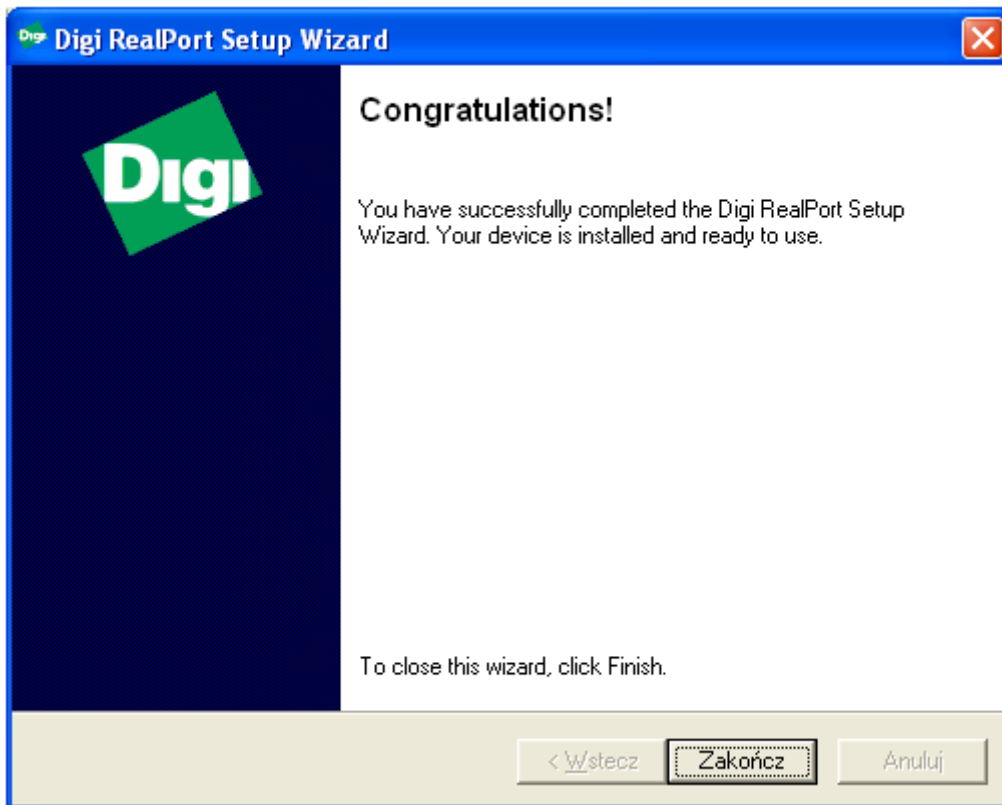 Digi Digi RealPort Setup Wizard
Digi
Congratulations!
You have successfully completed the Digi RealPort Setup
Wizard. Your device is installed and ready to use.
To close this wizard, click Finish.
< Wstecz Zakończ Anuluj